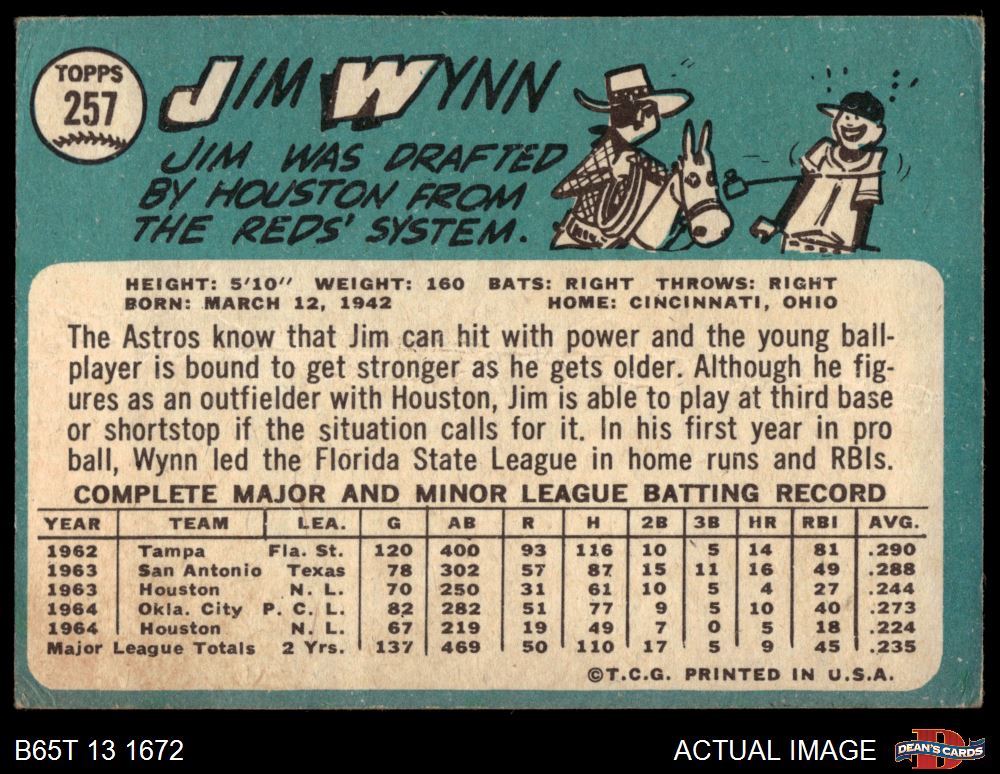 TOPPS
257
JIM WYNN
JIM WAS DRAFTED
BY HOUSTON FROM
THE REDS' SYSTEM.
HEIGHT: 5'10" WEIGHT: 160 BATS: RIGHT THROWS: RIGHT
BORN: MARCH 12, 1942 HOME: CINCINNATI, OHIO
The Astros know that Jim can hit with power and the young ball-
player is bound to get stronger as he gets older. Although he fig-
ures as an outfielder with Houston, Jim is able to play at third base
or shortstop if the situation calls for it. In his first year in pro
ball, Wynn led the Florida State League in home runs and RBIs.
COMPLETE MAJOR AND MINOR LEAGUE BATTING RECORD
YEAR TEAM LEA. G AB R H 2B 3B HR RBI AVG.
1962 Tampa Fla. St. 120 400 93 116 10 5 14 81 .290
1963 San Antonio Texas 78 302 57 87 15 11 16 49 .288
1963 Houston N. L. 70 250 31 61 10 5 4 27 .244
1964 Okla. City P. C. L. 82 282 51 77 9 5 10 40 .273
1964 Houston N. L. 67 219 19 49 7 0 5 18 .224
Major League Totals 2 Yrs. 137 469 50 110 17 5 9 45 .235
©T.C.G. PRINTED IN U.S.A.
B65T 13 1672
ACTUAL IMAGE
DEAN'S CARDS